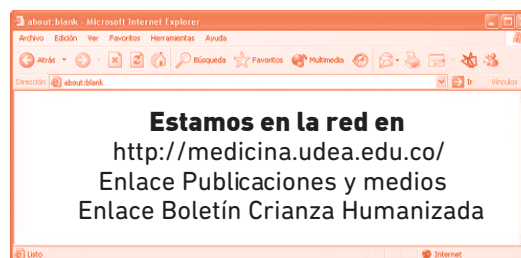 about:blank - Microsoft Internet Explorer
Archivo Edición Ver Favoritos Herramientas Ayuda
Atrás Búsqueda Favoritos Multimedia
Dirección about:blank Ir Vínculos
Estamos en la red en
http://medicina.udea.edu.co/
Enlace Publicaciones y medios
Enlace Boletín Crianza Humanizada
Listo Internet